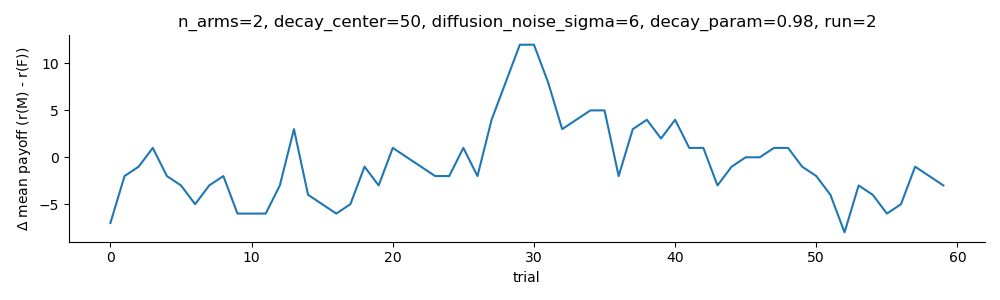 n_arms=2, decay_center=50, diffusion_noise_sigma=6, decay_param=0.98, run=2
Δ mean payoff (r(M) - r(F))
10
5
0
−5
0 10 20 30 40 50 60
trial